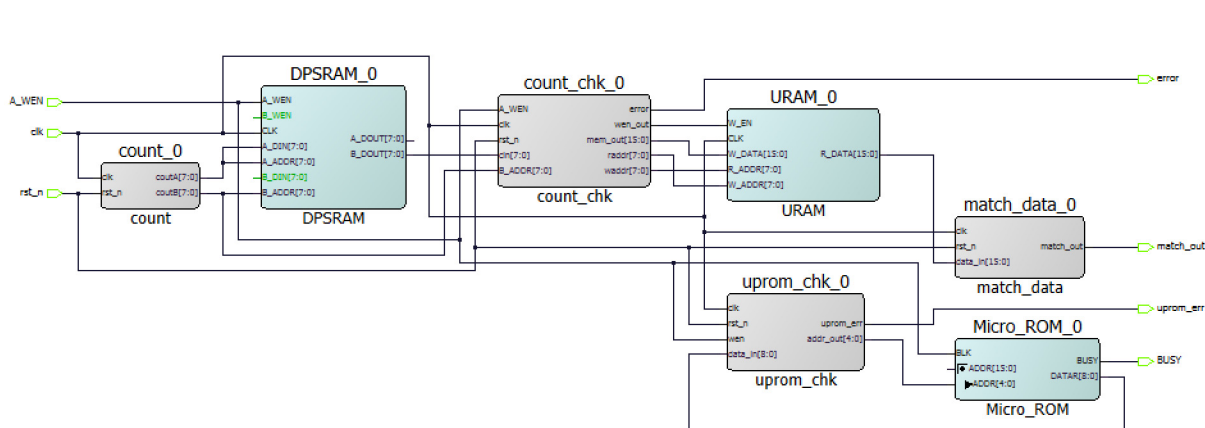 A_WEN
clk
rst_n
count_0
clk
rst_n
coutA[7:0]
coutB[7:0]
count
DPSRAM_0
A_WEN
B_WEN
CLK
A_DIN[7:0]
A_ADDR[7:0]
B_DIN[7:0]
B_ADDR[7:0]
A_DOUT[7:0]
B_DOUT[7:0]
DPSRAM
count_chk_0
A_WEN
clk
rst_n
cin[7:0]
B_ADDR[7:0]
error
wen_out
mem_out[15:0]
raddr[7:0]
waddr[7:0]
count_chk
URAM_0
W_EN
CLK
W_DATA[15:0]
R_ADDR[7:0]
W_ADDR[7:0]
R_DATA[15:0]
URAM
match_data_0
clk
rst_n
data_in[15:0]
match_out
match_data
uprom_chk_0
clk
rst_n
wen
data_in[8:0]
uprom_err
addr_out[4:0]
uprom_chk
Micro_ROM_0
BLK
ADDR[15:0]
ADDR[4:0]
BUSY
DATAR[8:0]
Micro_ROM
error
match_out
uprom_err
BUSY